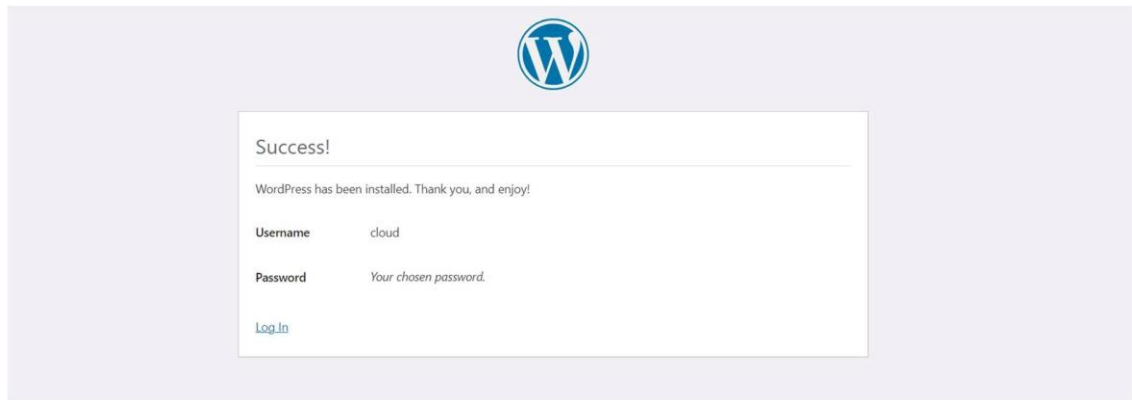 Success!
WordPress has been installed. Thank you, and enjoy!
Username cloud
Password Your chosen password.
Log In